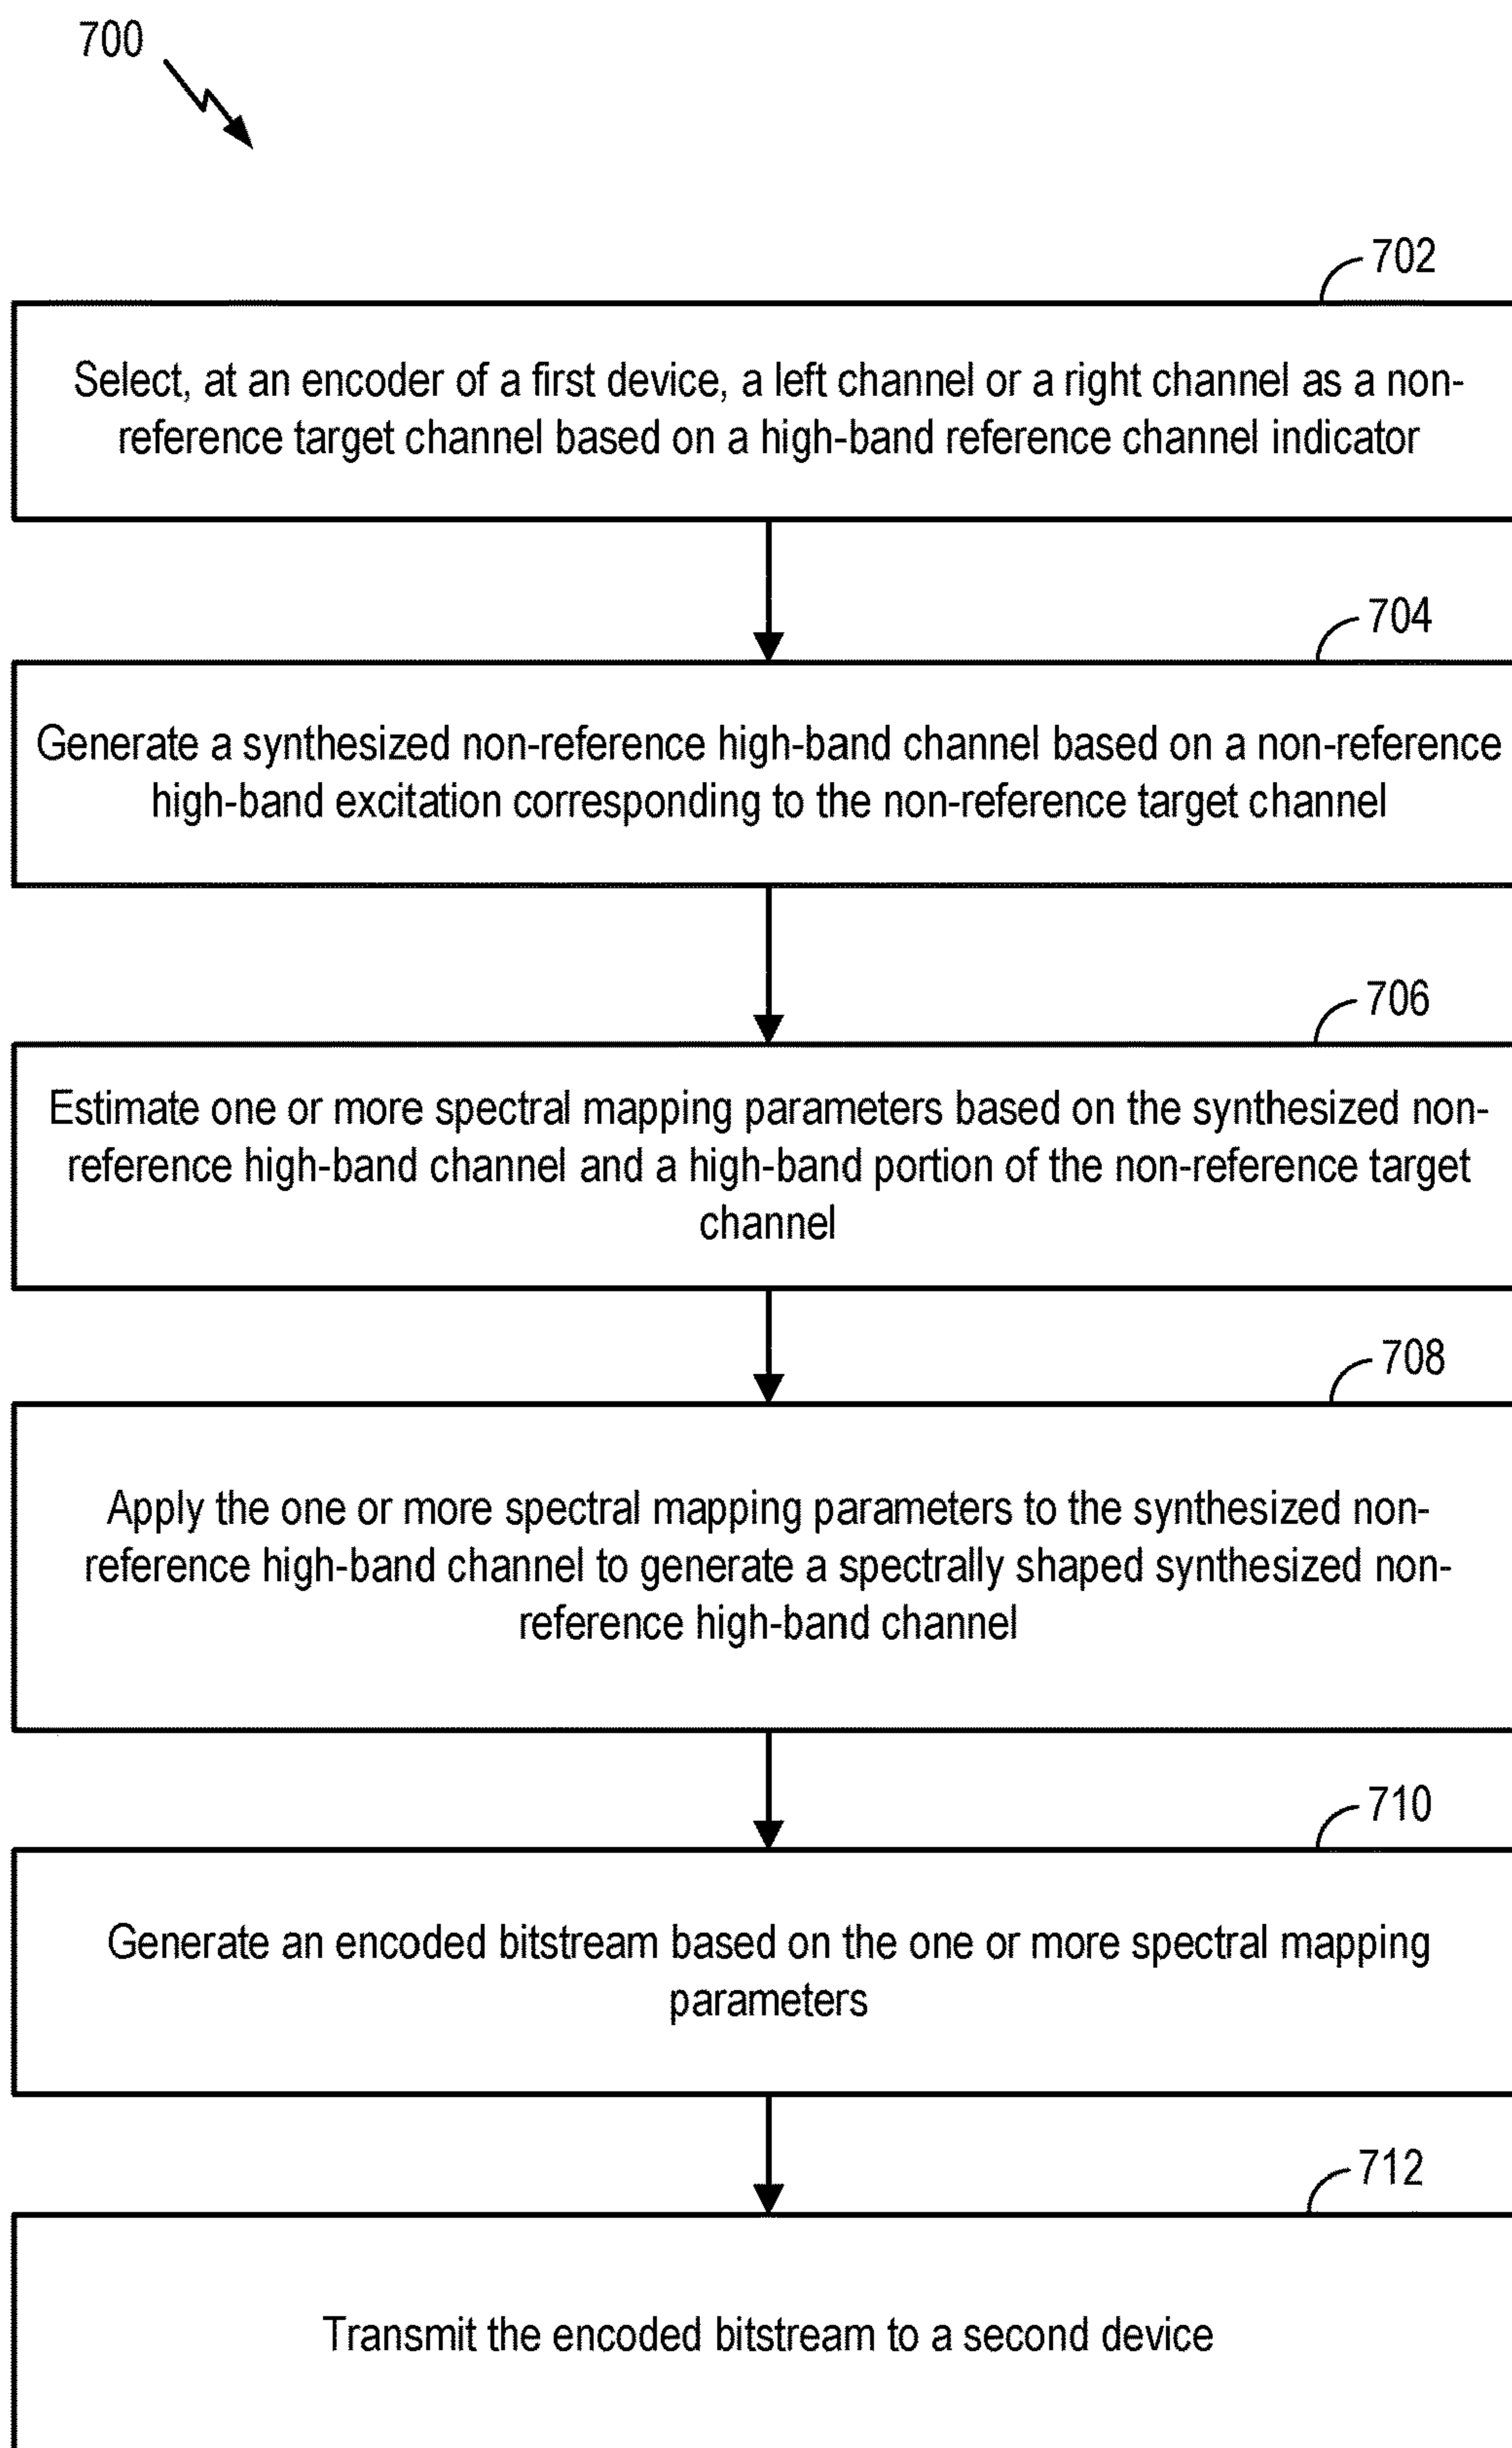 700
702
Select, at an encoder of a first device, a left channel or a right channel as a non-
reference target channel based on a high-band reference channel indicator
704
Generate a synthesized non-reference high-band channel based on a non-reference
high-band excitation corresponding to the non-reference target channel
706
Estimate one or more spectral mapping parameters based on the synthesized non-
reference high-band channel and a high-band portion of the non-reference target
channel
708
Apply the one or more spectral mapping parameters to the synthesized non-
reference high-band channel to generate a spectrally shaped synthesized non-
reference high-band channel
710
Generate an encoded bitstream based on the one or more spectral mapping
parameters
712
Transmit the encoded bitstream to a second device